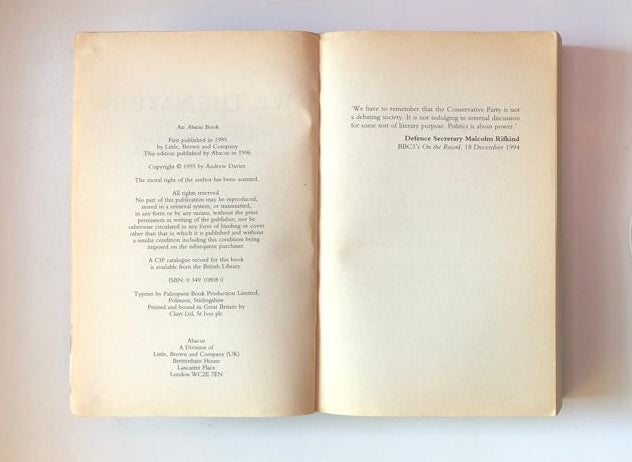 An Abacus Book
First published in 1995
by Little, Brown and Company
This edition published by Abacus in 1996
Copyright © 1995 by Andrew Davies
The moral right of the author has been asserted.
All rights reserved.
No part of this publication may be reproduced,
stored in a retrieval system, or transmitted,
in any form or by any means, without the prior
permission in writing of the publisher, nor be
otherwise circulated in any form of binding or cover
other than that in which it is published and without
a similar condition including this condition being
imposed on the subsequent purchaser.
A CIP catalogue record for this book
is available from the British Library.
ISBN: 0 349 10808 0
Typeset by Palimpsest Book Production Limited,
Polmont, Stirlingshire
Printed and bound in Great Britain by
Clays Ltd, St Ives plc
Abacus
A Division of
Little, Brown and Company (UK)
Brettenham House
Lancaster Place
London WC2E 7EN
'We have to remember that the Conservative Party is not
a debating society. It is not indulging in internal discussion
for some sort of literary purpose. Politics is about power.'
Defence Secretary Malcolm Rifkind
BBC1's On the Record, 18 December 1994